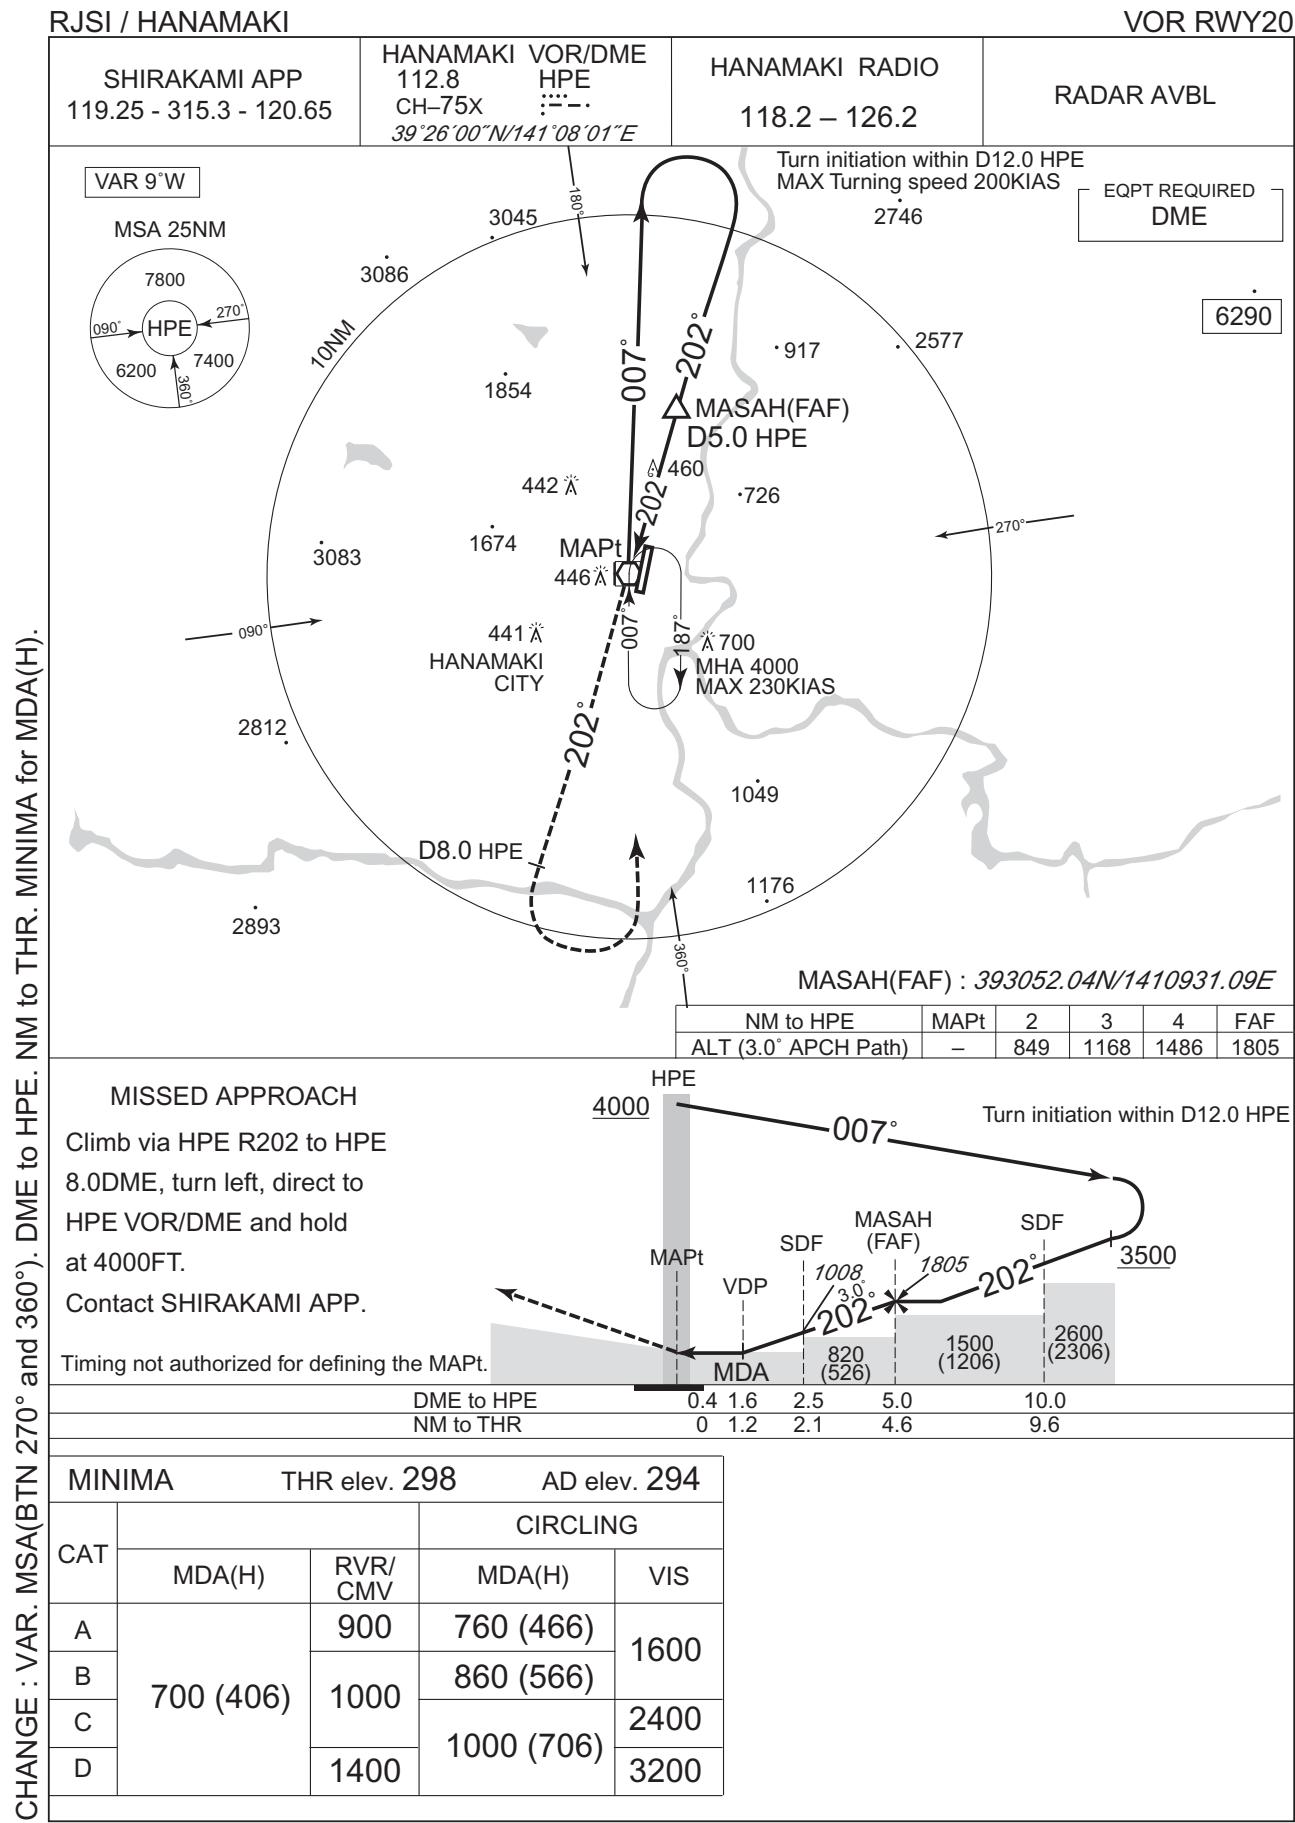 RJSI / HANAMAKI
VOR RWY20
SHIRAKAMI APP
119.25 - 315.3 - 120.65
HANAMAKI VOR/DME
112.8 HPE
CH–75X
39°26′00″N/141°08′01″E
HANAMAKI RADIO
118.2 – 126.2
RADAR AVBL
VAR 9°W
MSA 25NM
7800
090°
HPE
270°
6200
7400
360°
Turn initiation within D12.0 HPE
MAX Turning speed 200KIAS
2746
EQPT REQUIRED
DME
6290
180°
3045
3086
10NM
007°
202°
917
2577
1854
MASAH(FAF)
D5.0 HPE
460
442
202°
726
270°
3083
1674
MAPt
446
090°
441
HANAMAKI
CITY
007°
187°
700
MHA 4000
MAX 230KIAS
2812
202°
1049
D8.0 HPE
1176
2893
360°
MASAH(FAF) : 393052.04N/1410931.09E
NM to HPE MAPt 2 3 4 FAF
ALT (3.0° APCH Path) – 849 1168 1486 1805
MISSED APPROACH
Climb via HPE R202 to HPE
8.0DME, turn left, direct to
HPE VOR/DME and hold
at 4000FT.
Contact SHIRAKAMI APP.
Timing not authorized for defining the MAPt.
HPE
4000
007°
Turn initiation within D12.0 HPE
MASAH
(FAF)
SDF
SDF
MAPt
VDP
1008
1805
3500
3.0°
202°
202°
MDA
820
(526)
1500
(1206)
2600
(2306)
DME to HPE 0.4 1.6 2.5 5.0 10.0
NM to THR 0 1.2 2.1 4.6 9.6
MINIMA THR elev. 298 AD elev. 294
CAT
CIRCLING
MDA(H)
RVR/
CMV
MDA(H)
VIS
A 900 760 (466)
1600
B 860 (566)
700 (406) 1000
C 2400
1000 (706)
D 1400 3200
CHANGE : VAR. MSA(BTN 270° and 360°). DME to HPE. NM to THR. MINIMA for MDA(H).